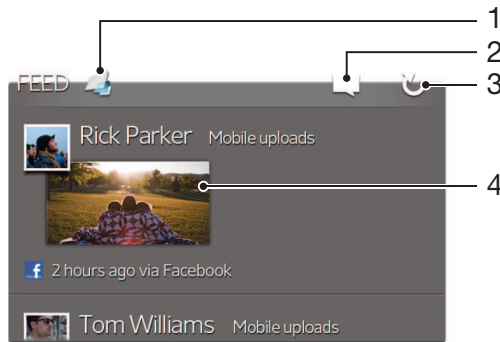 1
2
FEED
3
Rick Parker Mobile uploads
4
f 2 hours ago via Facebook
Tom Williams Mobile uploads